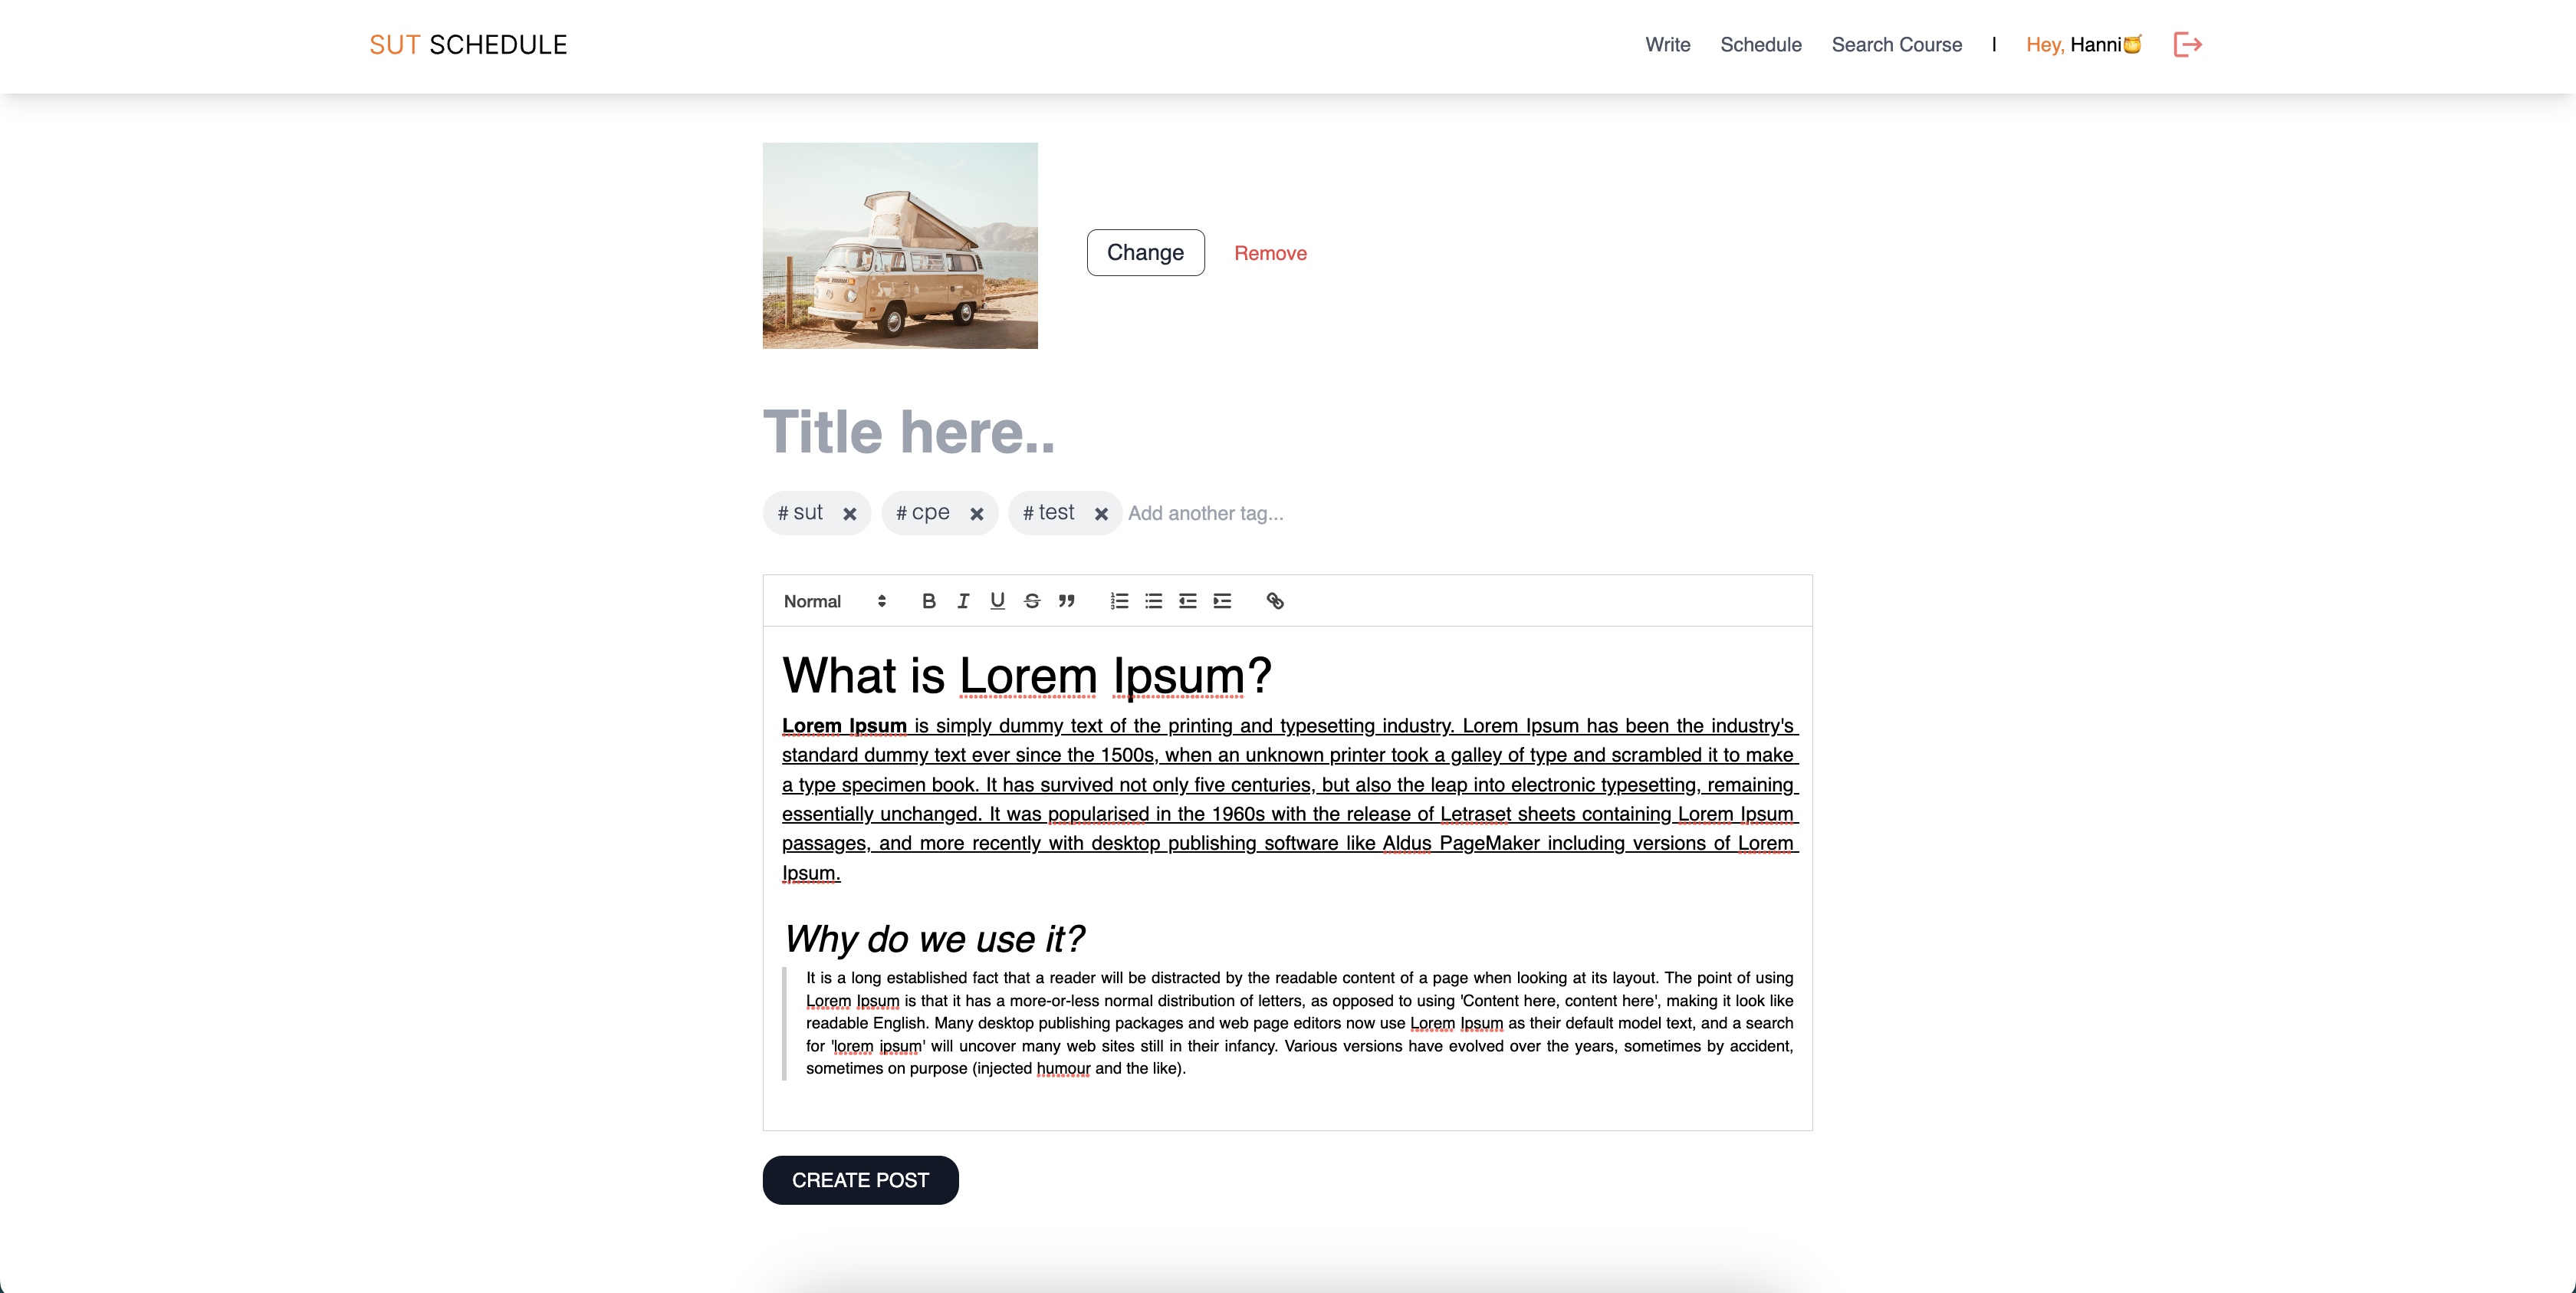 SUT SCHEDULE
Write Schedule Search Course | Hey, Hanni🍯
Change Remove
Title here..
# sut × # cpe × # test × Add another tag...
Normal B I U S
What is Lorem Ipsum?
Lorem Ipsum is simply dummy text of the printing and typesetting industry. Lorem Ipsum has been the industry's
standard dummy text ever since the 1500s, when an unknown printer took a galley of type and scrambled it to make
a type specimen book. It has survived not only five centuries, but also the leap into electronic typesetting, remaining
essentially unchanged. It was popularised in the 1960s with the release of Letraset sheets containing Lorem Ipsum
passages, and more recently with desktop publishing software like Aldus PageMaker including versions of Lorem
Ipsum.
Why do we use it?
It is a long established fact that a reader will be distracted by the readable content of a page when looking at its layout. The point of using
Lorem Ipsum is that it has a more-or-less normal distribution of letters, as opposed to using 'Content here, content here', making it look like
readable English. Many desktop publishing packages and web page editors now use Lorem Ipsum as their default model text, and a search
for 'lorem ipsum' will uncover many web sites still in their infancy. Various versions have evolved over the years, sometimes by accident,
sometimes on purpose (injected humour and the like).
CREATE POST